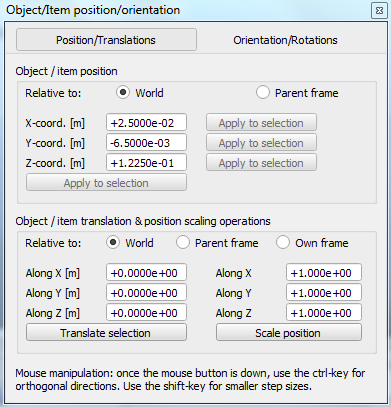 Object/Item position/orientation
Position/Translations Orientation/Rotations
Object / item position
Relative to: World Parent frame
X-coord. [m] +2.5000e-02 Apply to selection
Y-coord. [m] -6.5000e-03 Apply to selection
Z-coord. [m] +1.2250e-01 Apply to selection
Apply to selection
Object / item translation & position scaling operations
Relative to: World Parent frame Own frame
Along X [m] +0.0000e+00 Along X +1.000e+00
Along Y [m] +0.0000e+00 Along Y +1.000e+00
Along Z [m] +0.0000e+00 Along Z +1.000e+00
Translate selection Scale position
Mouse manipulation: once the mouse button is down, use the ctrl-key for
orthogonal directions. Use the shift-key for smaller step sizes.